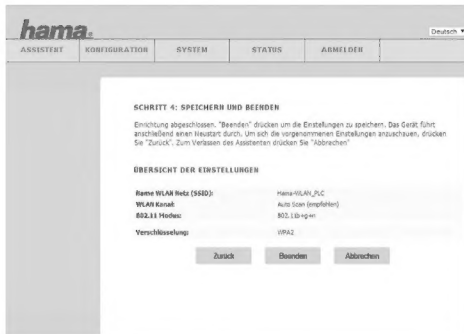 hama.
Deutsch
ASSISTENT KONFIGURATION SYSTEM STATUS ABMELDEN
SCHRITT 4: SPEICHERN UND BEENDEN
Einrichtung abgeschlossen. "Beenden" drücken um die Einstellungen zu speichern. Das Gerät führt
anschließend einen Neustart durch. Um sich die vorgenommenen Einstellungen anzuschauen, drücken
Sie "Zurück". Zum Verlassen des Assistenten drücken Sie "Abbrechen"
ÜBERSICHT DER EINSTELLUNGEN
Name WLAN Netz (SSID): Hama-WLAN_PLC
WLAN Kanal: Auto Scan (empfohlen)
802.11 Modus: 802.11b+g+n
Verschlüsselung: WPA2
Zurück Beenden Abbrechen